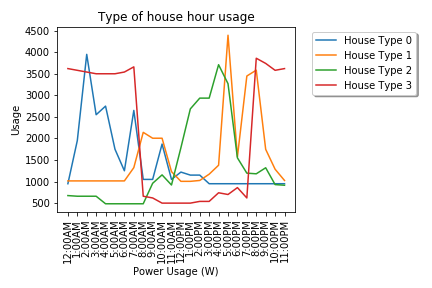 Type of house hour usage
House Type 0
House Type 1
House Type 2
House Type 3
Usage
4500
4000
3500
3000
2500
2000
1500
1000
500
12:00AM
1:00AM
2:00AM
3:00AM
4:00AM
5:00AM
6:00AM
7:00AM
8:00AM
9:00AM
10:00AM
11:00AM
12:00PM
1:00PM
2:00PM
3:00PM
4:00PM
5:00PM
6:00PM
7:00PM
8:00PM
9:00PM
10:00PM
11:00PM
Power Usage (W)